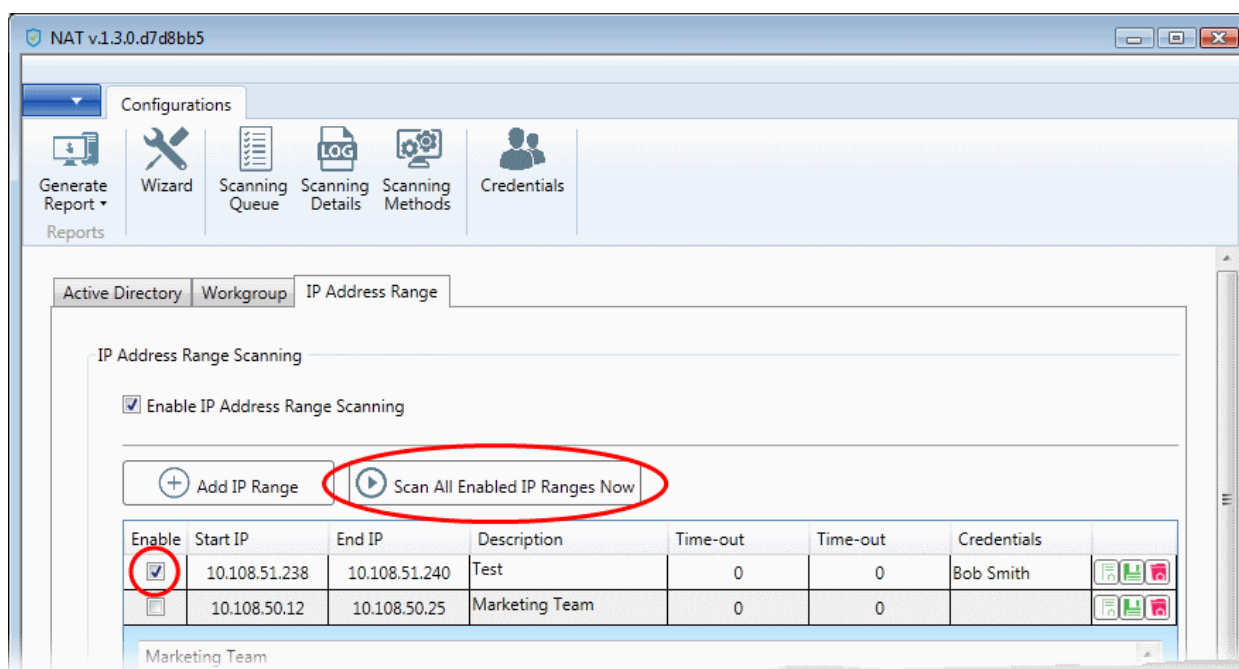 NAT v.1.3.0.d7d8bb5
Configurations
Generate Report
Wizard
Scanning Queue
Scanning Details
LOG
Scanning Methods
Credentials
Reports
Active Directory
Workgroup
IP Address Range
IP Address Range Scanning
Enable IP Address Range Scanning
Add IP Range
Scan All Enabled IP Ranges Now
Enable Start IP End IP Description Time-out Time-out Credentials
10.108.51.238 10.108.51.240 Test 0 0 Bob Smith
10.108.50.12 10.108.50.25 Marketing Team 0 0
Marketing Team